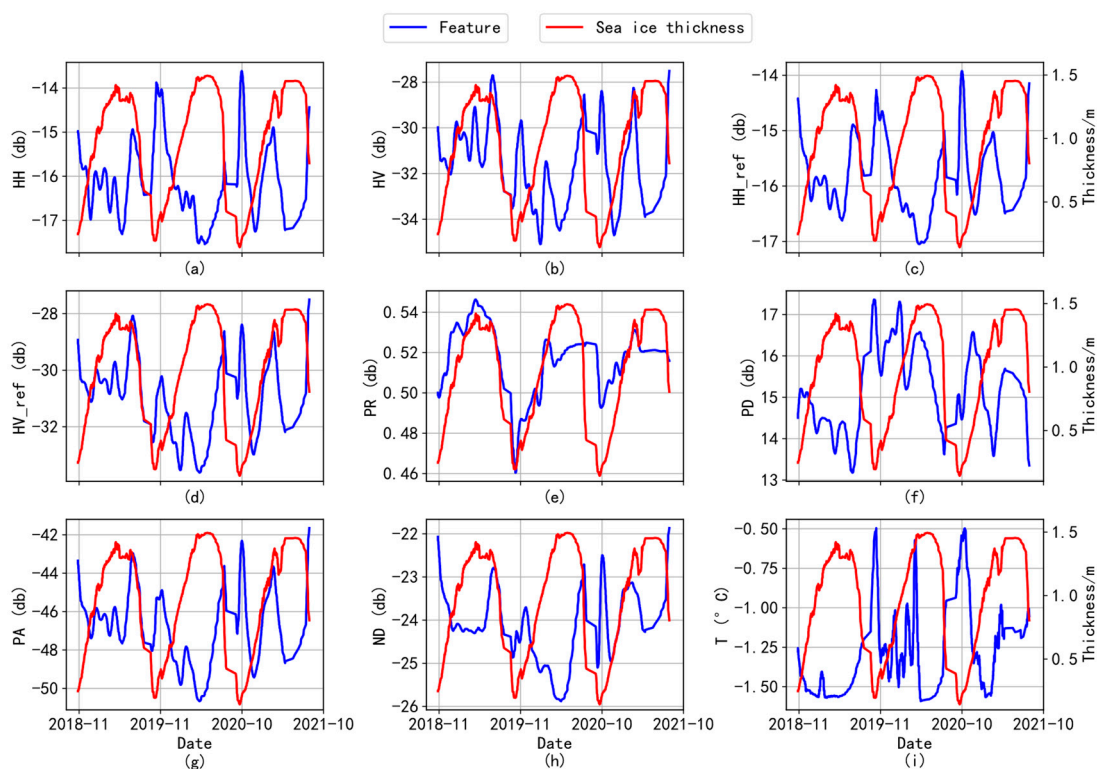 Feature
Sea ice thickness
HH (db)
-14
-15
-16
-17
(a)
HV (db)
-28
-30
-32
-34
(b)
HH_ref (db)
-14
-15
-16
-17
(c)
1.5
1.0
0.5
Thickness/m
HV_ref (db)
-28
-30
-32
(d)
PR (db)
0.54
0.52
0.50
0.48
0.46
(e)
PD (db)
17
16
15
14
13
(f)
1.5
1.0
0.5
Thickness/m
PA (db)
-42
-44
-46
-48
-50
2018-11 2019-11 2020-10 2021-10
Date
(g)
ND (db)
-22
-23
-24
-25
-26
2018-11 2019-11 2020-10 2021-10
Date
(h)
T (° C)
-0.50
-0.75
-1.00
-1.25
-1.50
2018-11 2019-11 2020-10 2021-10
Date
(i)
1.5
1.0
0.5
Thickness/m